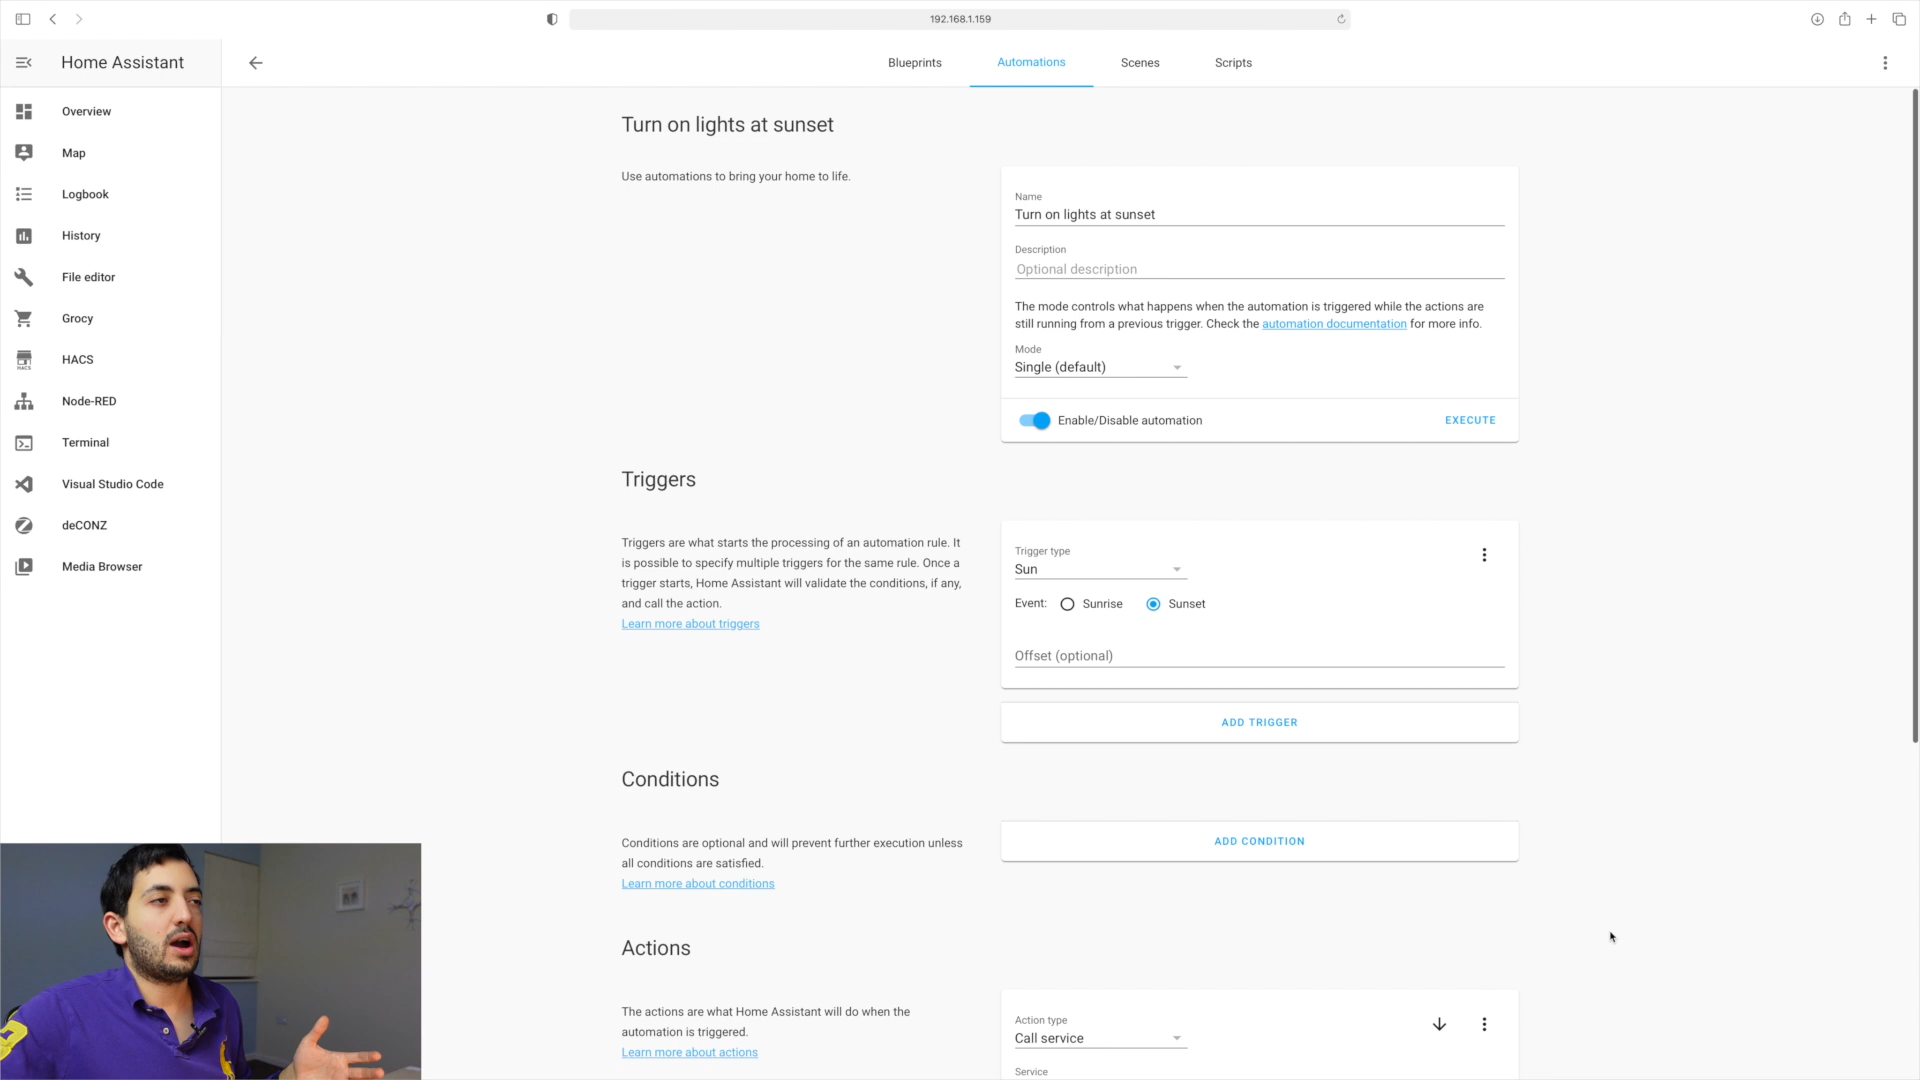 192.168.1.159
Home Assistant
Blueprints
Automations
Scenes
Scripts
Overview
Map
Logbook
History
File editor
Grocy
HACS
HACS
Node-RED
Terminal
Visual Studio Code
deCONZ
Media Browser
Turn on lights at sunset
Use automations to bring your home to life.
Name
Turn on lights at sunset
Description
Optional description
The mode controls what happens when the automation is triggered while the actions are
still running from a previous trigger. Check the automation documentation for more info.
Mode
Single (default)
Enable/Disable automation
EXECUTE
Triggers
Triggers are what starts the processing of an automation rule. It
is possible to specify multiple triggers for the same rule. Once a
trigger starts, Home Assistant will validate the conditions, if any,
and call the action.
Learn more about triggers
Trigger type
Sun
Event: Sunrise Sunset
Offset (optional)
ADD TRIGGER
Conditions
Conditions are optional and will prevent further execution unless
all conditions are satisfied.
Learn more about conditions
ADD CONDITION
Actions
The actions are what Home Assistant will do when the
automation is triggered.
Learn more about actions
Action type
Call service
Service